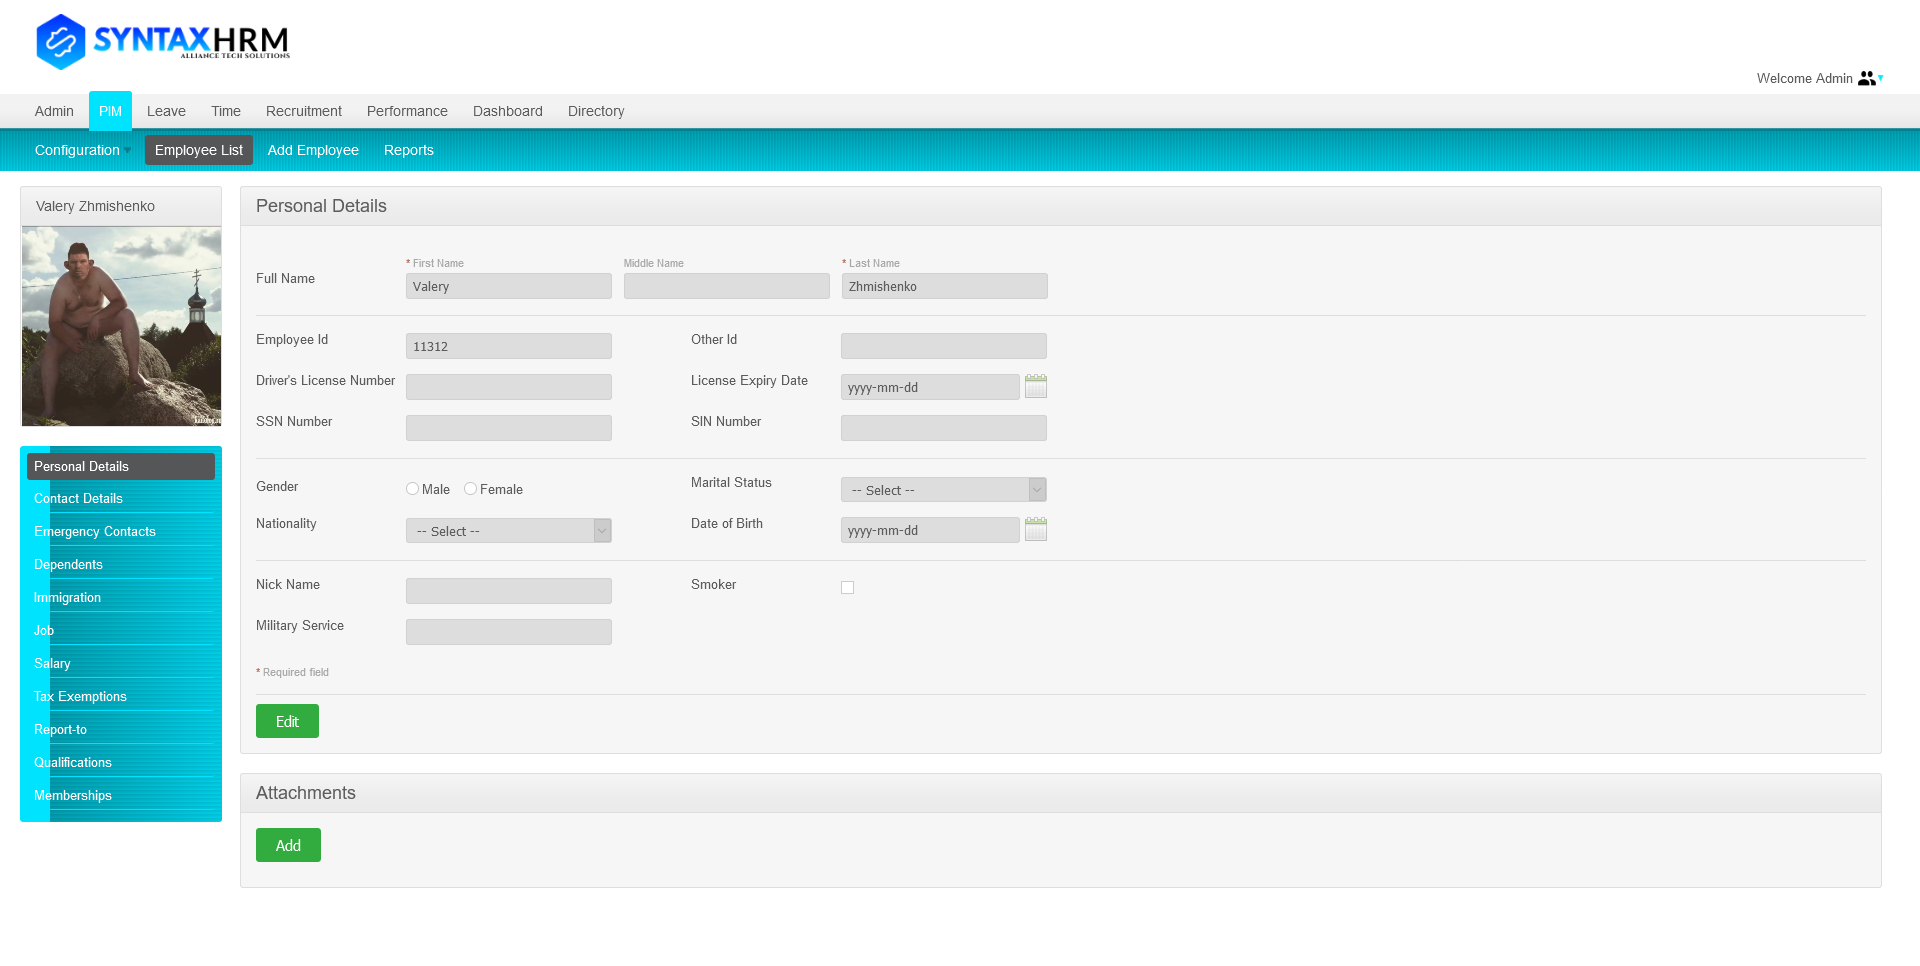 SYNTAXHRM
ALLIANCE TECH SOLUTIONS
Welcome Admin
Admin PIM Leave Time Recruitment Performance Dashboard Directory
Configuration Employee List Add Employee Reports
Valery Zhmishenko
Personal Details
Contact Details
Emergency Contacts
Dependents
Immigration
Job
Salary
Tax Exemptions
Report-to
Qualifications
Memberships
Personal Details
* First Name Middle Name * Last Name
Full Name Valery Zhmishenko
Employee Id 11312 Other Id
Driver's License Number License Expiry Date yyyy-mm-dd
SSN Number SIN Number
Gender Male Female Marital Status -- Select --
Nationality -- Select -- Date of Birth yyyy-mm-dd
Nick Name Smoker
Military Service
* Required field
Edit
Attachments
Add